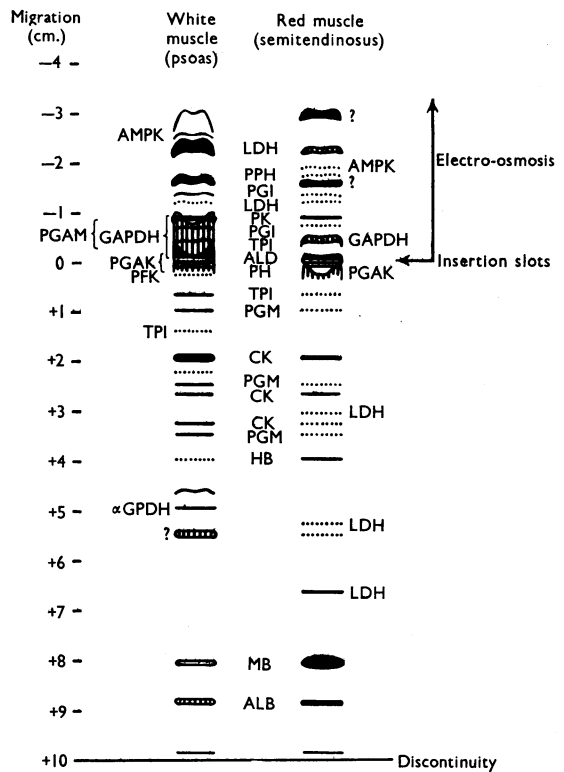 Migration
(cm.)
White
muscle
(psoas)
Red muscle
(semitendinosus)
−4
−3
?
AMPK
LDH
Electro-osmosis
−2
AMPK
PPH
?
PGI
LDH
−1
PK
PGAM
GAPDH
PGI
GAPDH
TPI
ALD
0
PGAK
Insertion slots
PFK
PH
PGAK
TPI
+1
PGM
TPI
+2
CK
PGM
CK
+3
LDH
CK
PGM
+4
HB
+5
∝GPDH
LDH
?
+6
LDH
+7
+8
MB
ALB
+9
+10
Discontinuity